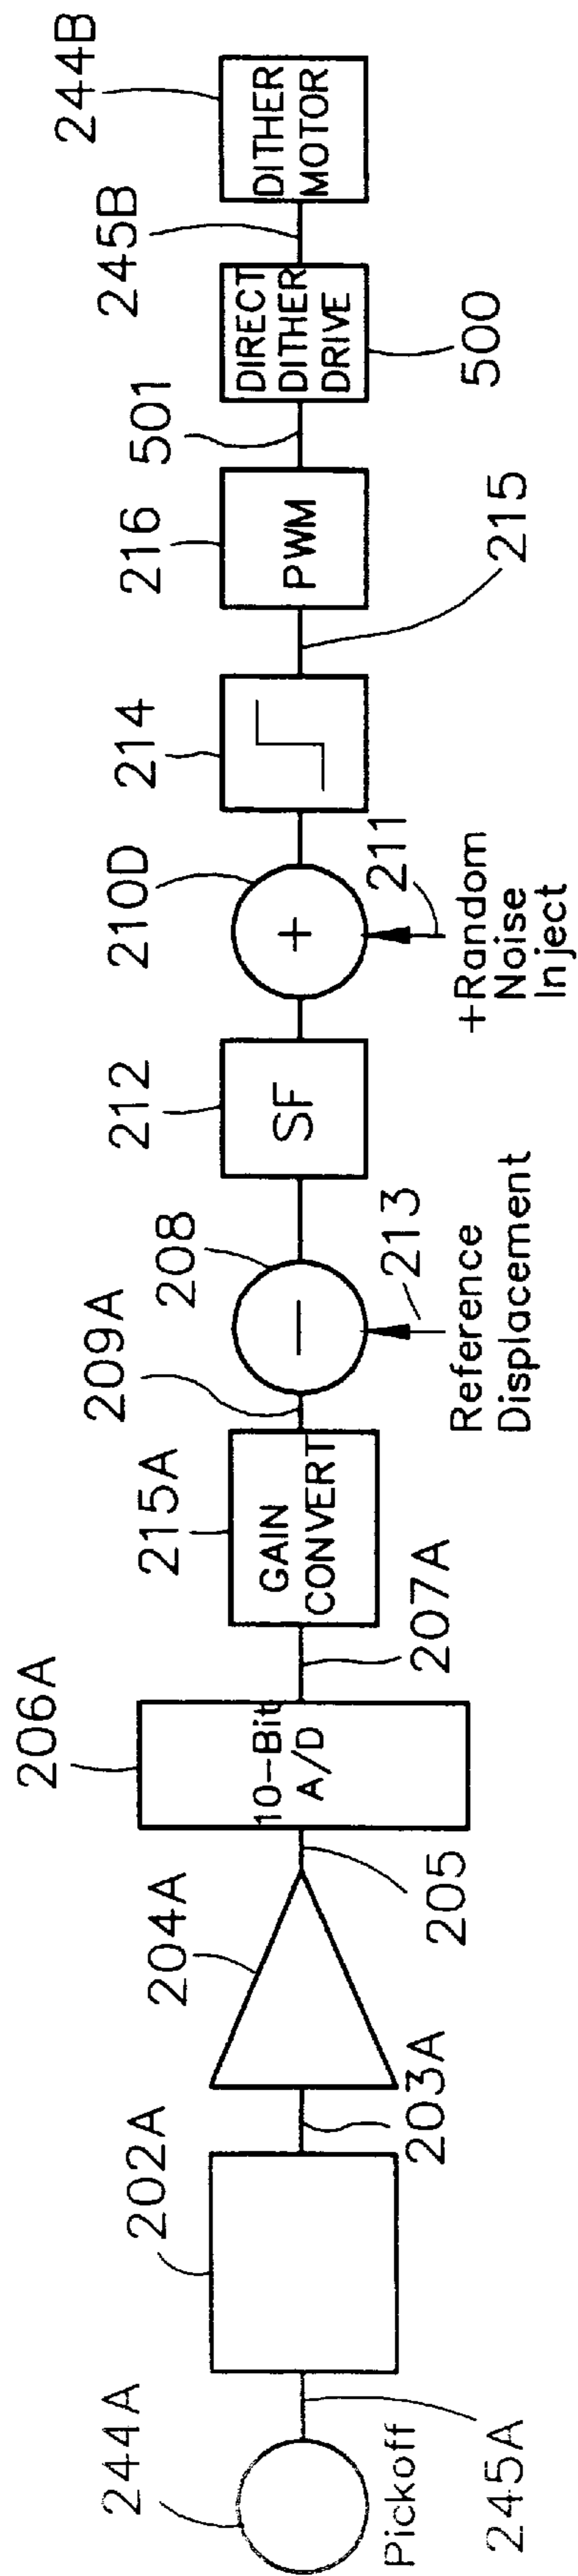 244A
Pickoff
245A
202A
203A
204A
205
206A
10-Bit
A/D
207A
215A
GAIN
CONVERT
209A
208
−
213
Reference
Displacement
212
SF
210D
+
211
+Random
Noise
Inject
214
215
216
PWM
501
DIRECT
DITHER
DRIVE
500
245B
244B
DITHER
MOTOR